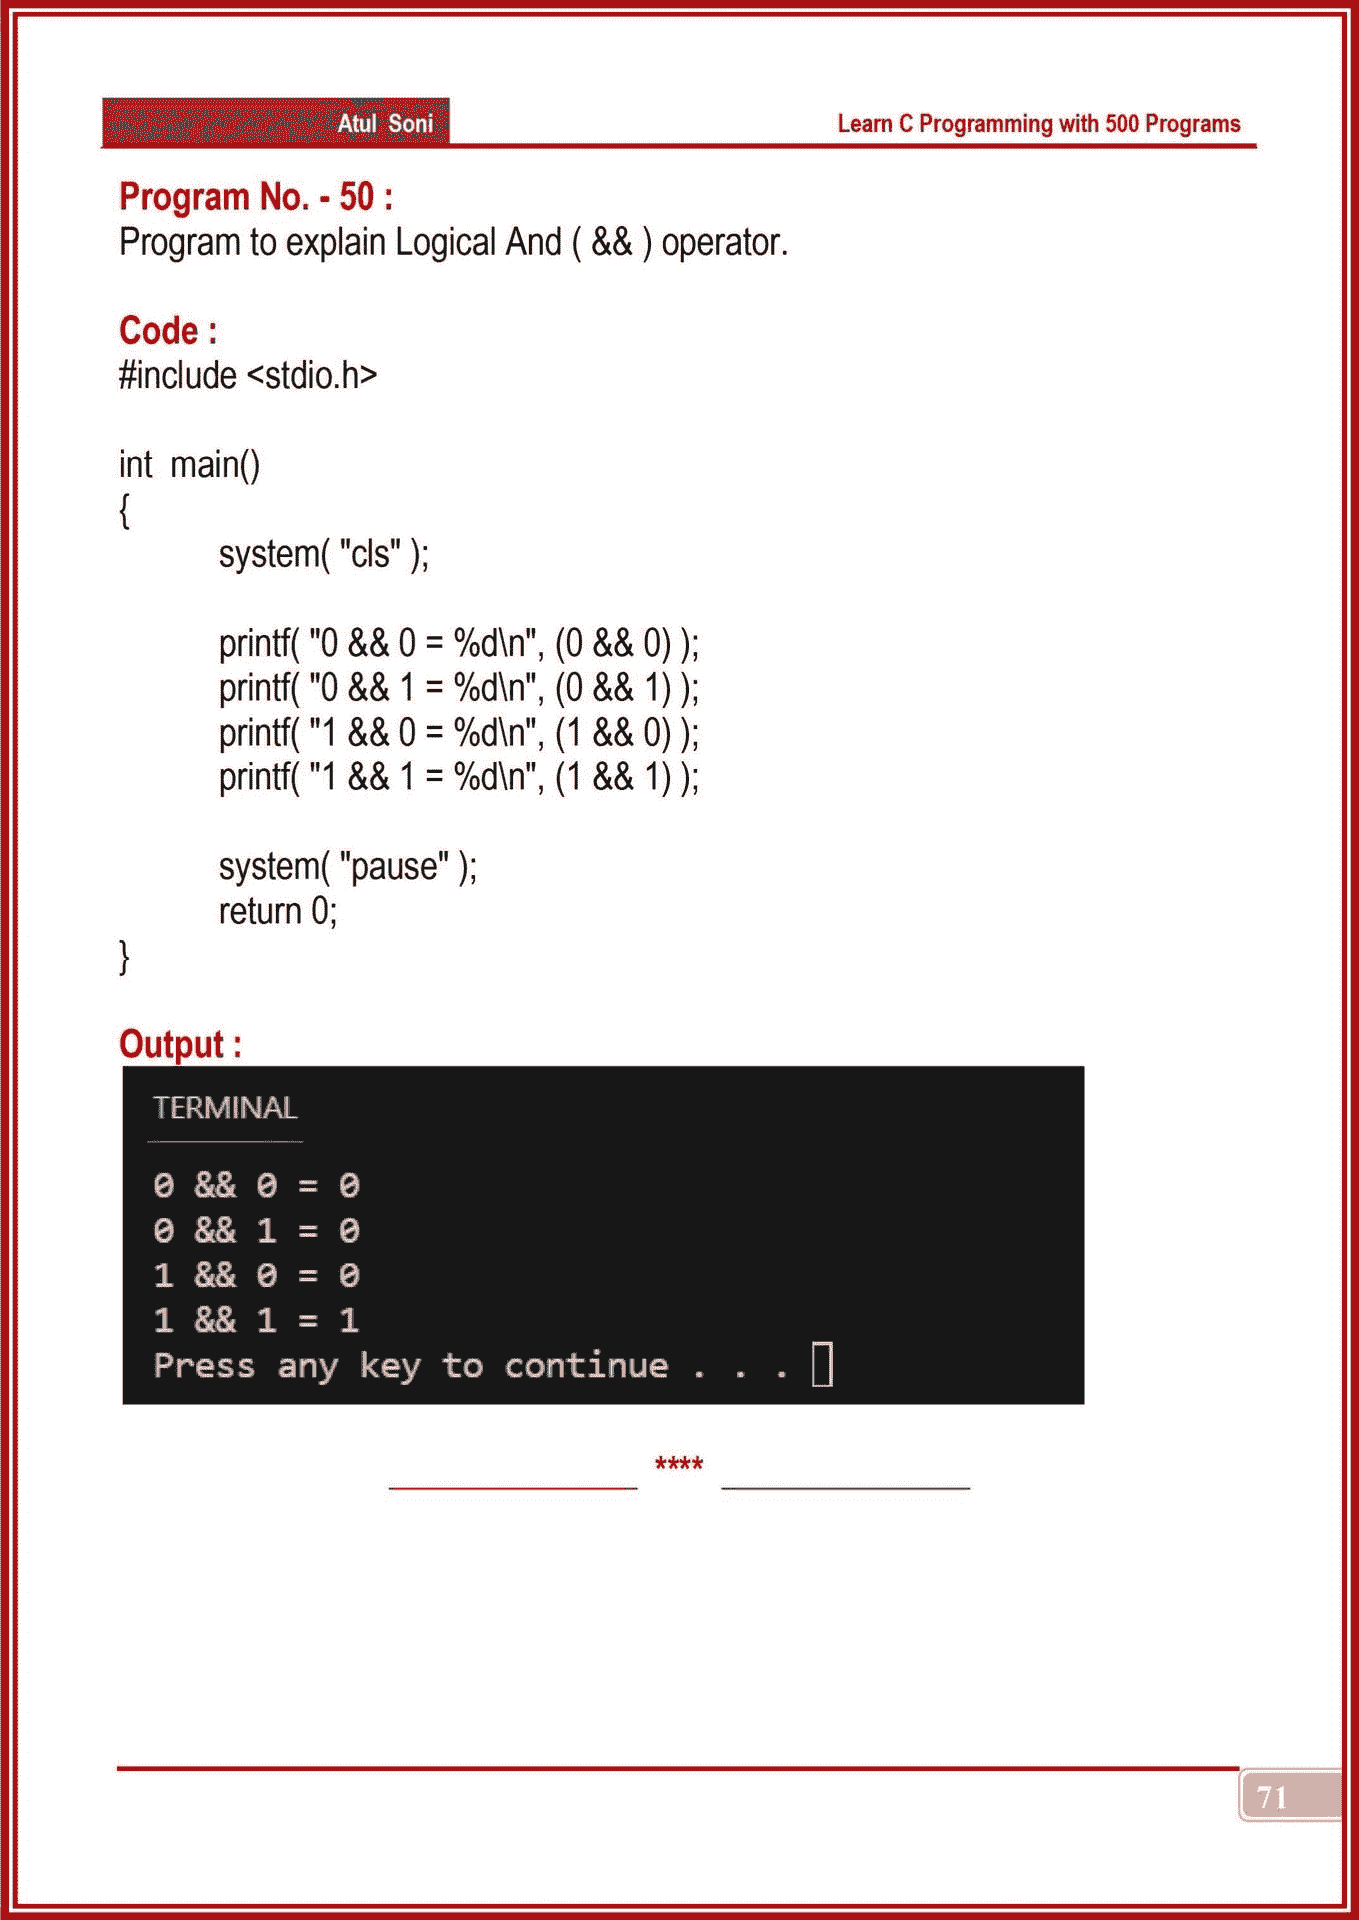 Atul Soni
Learn C Programming with 500 Programs
Program No. - 50 :
Program to explain Logical And ( && ) operator.
Code :
#include <stdio.h>
int main()
{
system( "cls" );
printf( "0 && 0 = %d\n", (0 && 0) );
printf( "0 && 1 = %d\n", (0 && 1) );
printf( "1 && 0 = %d\n", (1 && 0) );
printf( "1 && 1 = %d\n", (1 && 1) );
system( "pause" );
return 0;
}
Output :
TERMINAL
0 && 0 = 0
0 && 1 = 0
1 && 0 = 0
1 && 1 = 1
Press any key to continue . . .
****
71